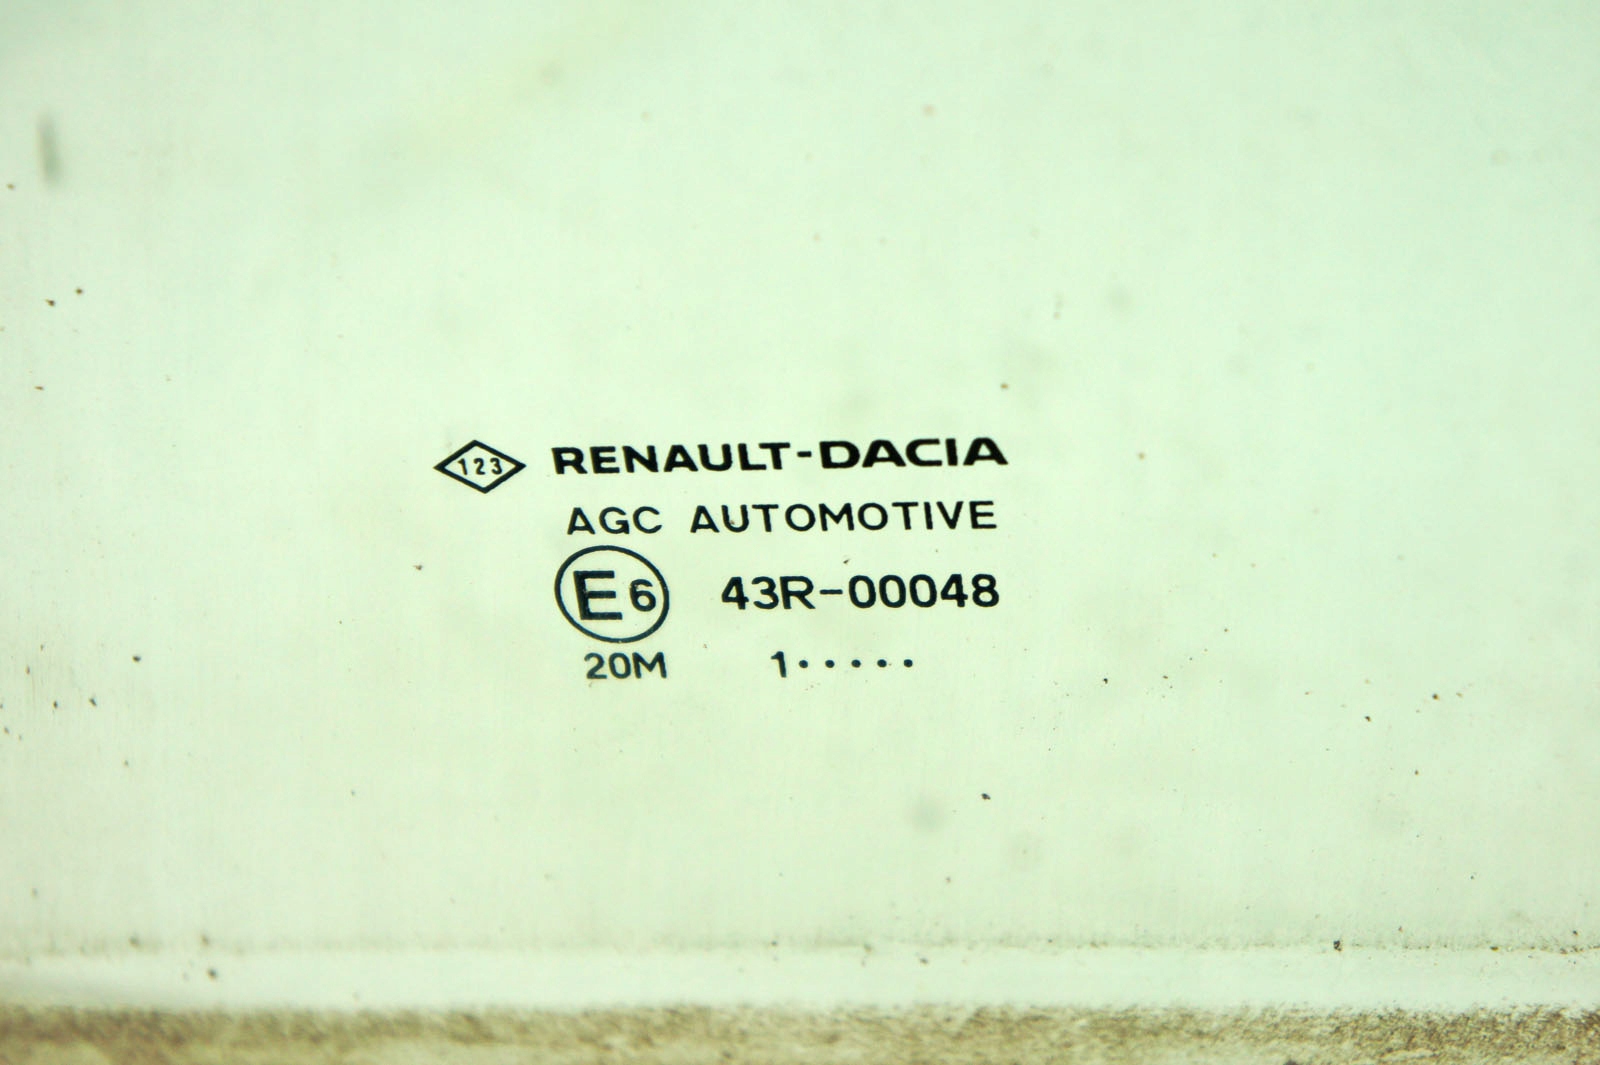 123 RENAULT-DACIA
AGC AUTOMOTIVE
E6 43R-00048
20M 1·····